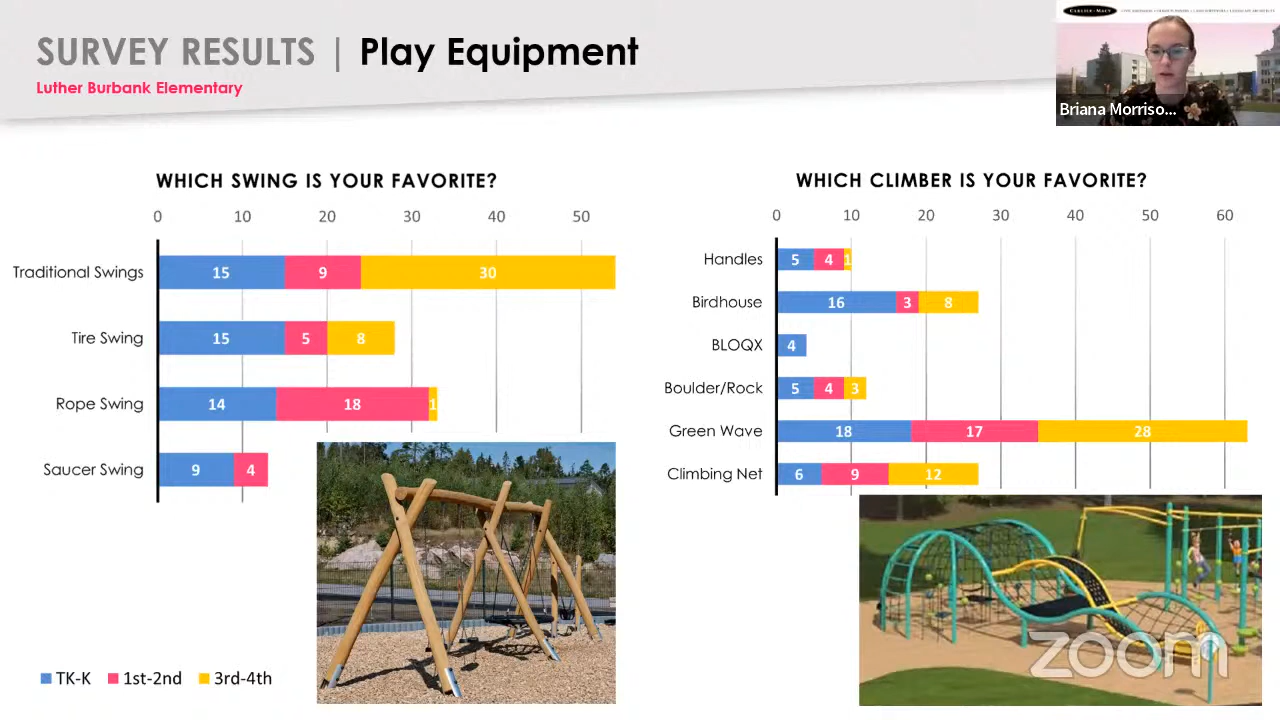 SURVEY RESULTS | Play Equipment
Luther Burbank Elementary
CARLILE • MACY
Briana Morriso...
WHICH SWING IS YOUR FAVORITE?
0 10 20 30 40 50
Traditional Swings 15 9 30
Tire Swing 15 5 8
Rope Swing 14 18 1
Saucer Swing 9 4
TK-K 1st-2nd 3rd-4th
WHICH CLIMBER IS YOUR FAVORITE?
0 10 20 30 40 50 60
Handles 5 4 1
Birdhouse 16 3 8
BLOQX 4
Boulder/Rock 5 4 3
Green Wave 18 17 28
Climbing Net 6 9 12
zoom